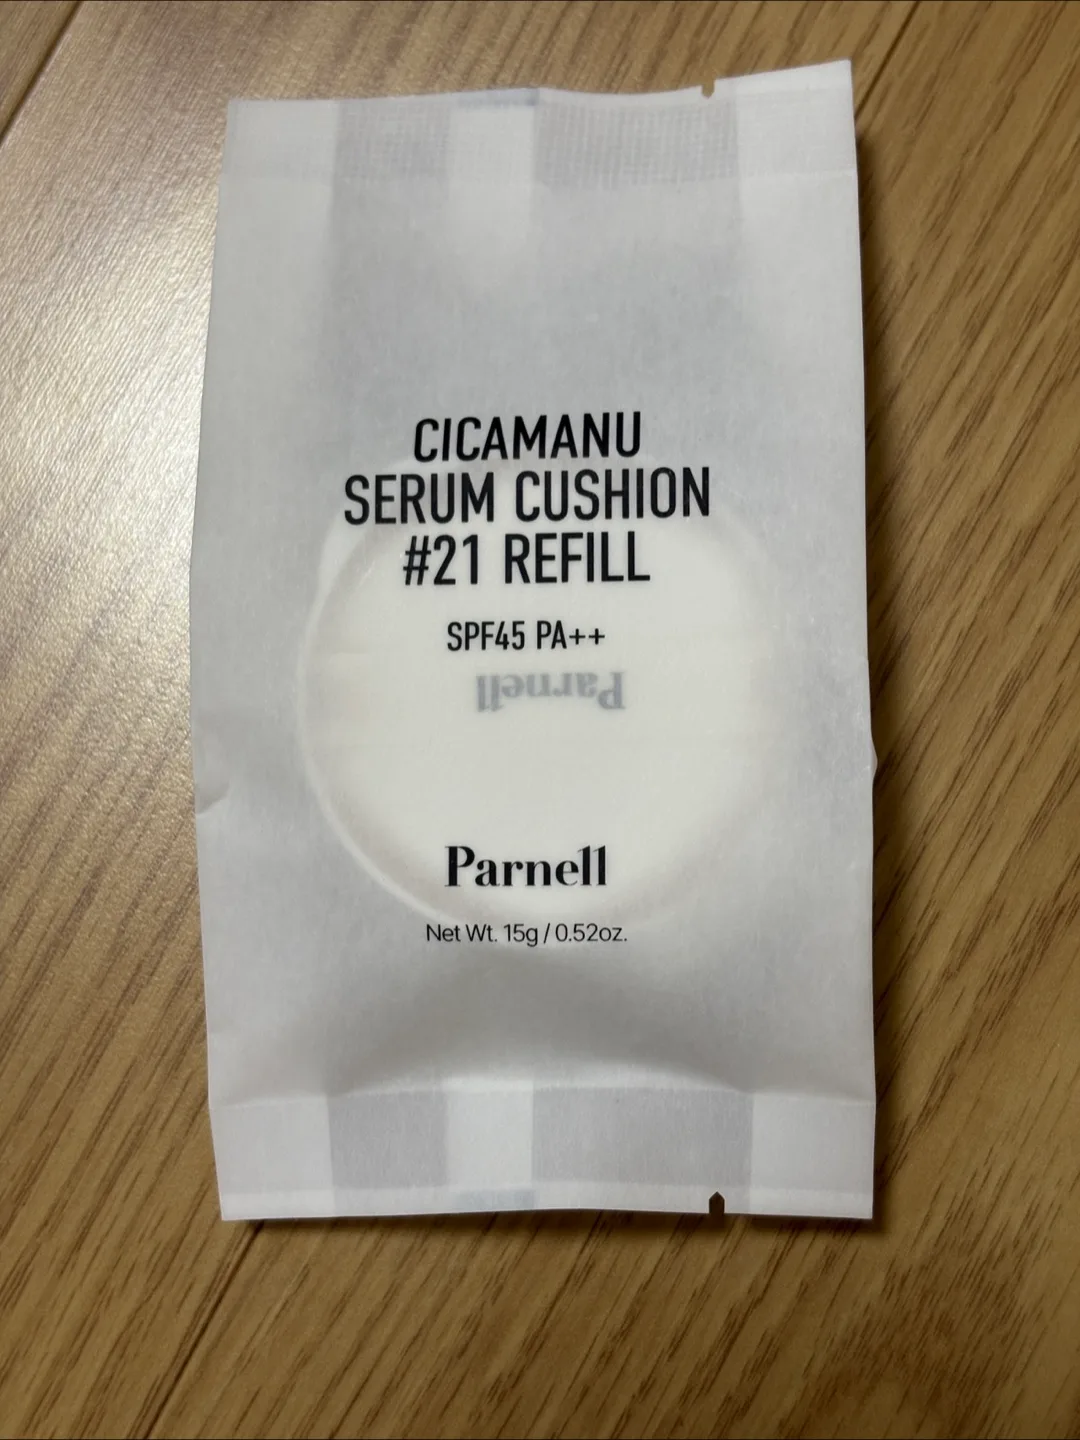 CICAMANU
SERUM CUSHION
#21 REFILL
SPF45 PA++
Parnell
Parnell
Net Wt. 15g / 0.52oz.